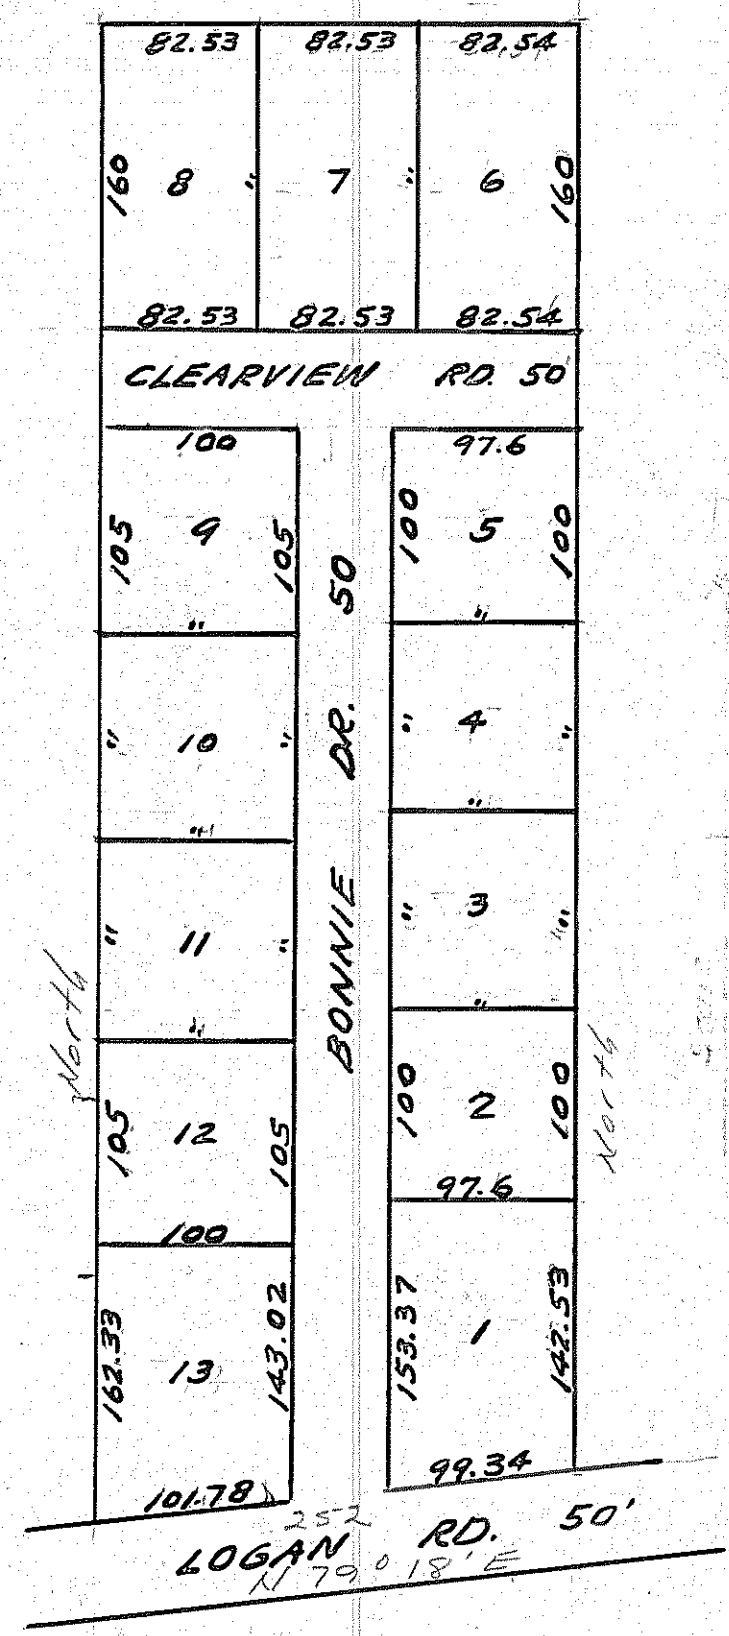 82.53 82.53 82.54
160 8 " 7 " 6 160
82.53 82.53 82.54
CLEARVIEW RD. 50
100 97.6
105 9 105 100 5 100
" "
" 10 " " 4 "
" "
" 11 " " 3 "
" "
105 12 105 100 2 100
100 97.6
162.33 13 143.02 153.37 1 142.53
101.78 99.34
BONNIE DR. 50
North
North
252
LOGAN RD. 50'
N 79° 18' E